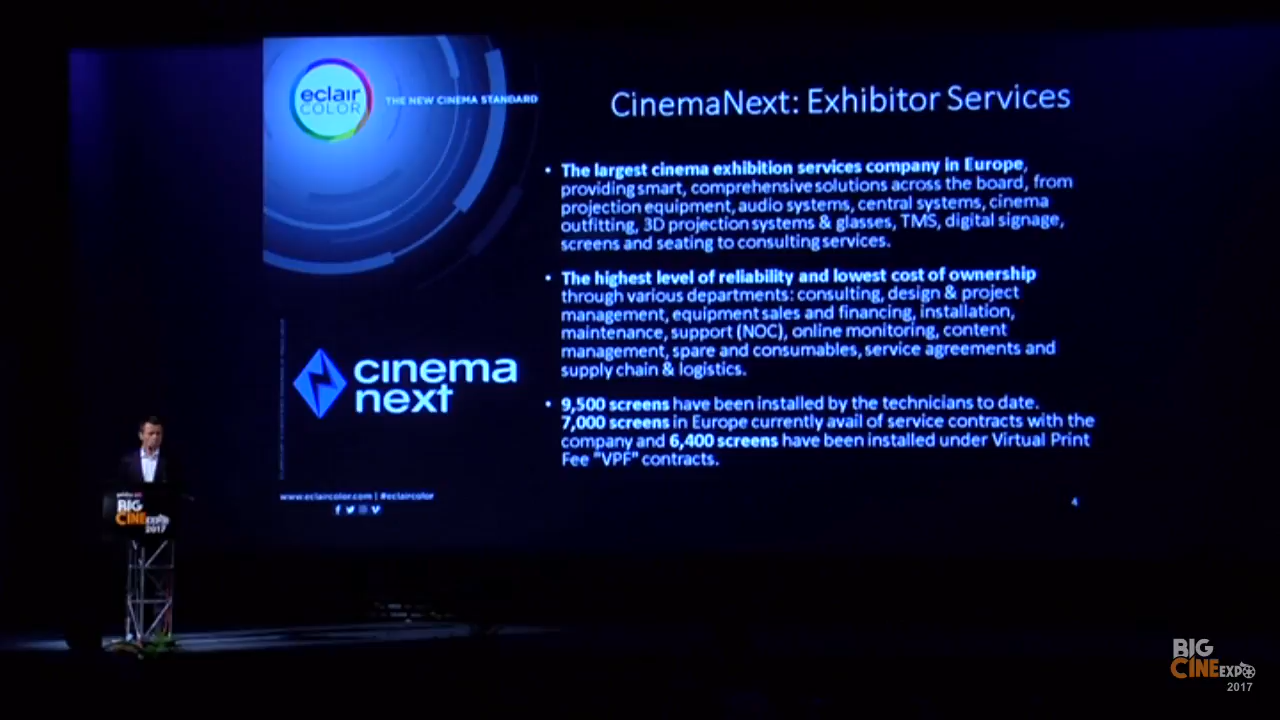 eclair
COLOR
THE NEW CINEMA STANDARD
CinemaNext: Exhibitor Services
• The largest cinema exhibition services company in Europe,
providing smart, comprehensive solutions across the board, from
projection equipment, audio systems, central systems, cinema
outfitting, 3D projection systems & glasses, TMS, digital signage,
screens and seating to consulting services.
• The highest level of reliability and lowest cost of ownership
through various departments: consulting, design & project
management, equipment sales and financing, installation,
maintenance, support (NOC), online monitoring, content
management, spare and consumables, service agreements and
supply chain & logistics.
• 9,500 screens have been installed by the technicians to date.
7,000 screens in Europe currently avail of service contracts with the
company and 6,400 screens have been installed under Virtual Print
Fee "VPF" contracts.
cinema
next
www.eclaircolor.com | #eclaircolor
4
BIG
CINE EXPO
2017
BIG
CINE EXPO
2017